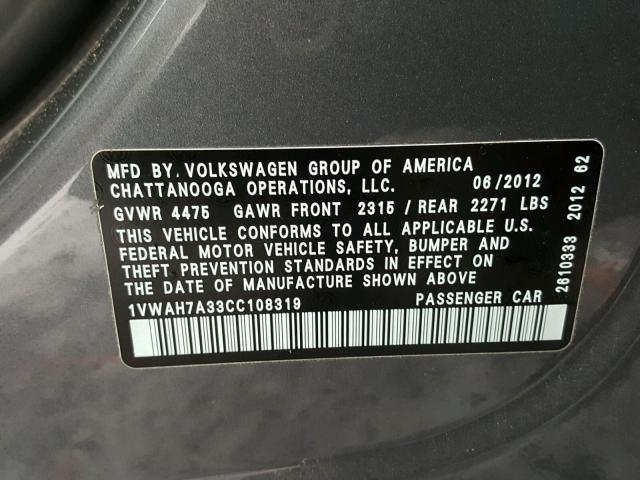 MFD BY. VOLKSWAGEN GROUP OF AMERICA
CHATTANOOGA OPERATIONS, LLC. 06/2012
GVWR 4475 GAWR FRONT 2315 / REAR 2271 LBS
THIS VEHICLE CONFORMS TO ALL APPLICABLE U.S.
FEDERAL MOTOR VEHICLE SAFETY, BUMPER AND
THEFT PREVENTION STANDARDS IN EFFECT ON
THE DATE OF MANUFACTURE SHOWN ABOVE
1VWAH7A33CC108319 PASSENGER CAR
2610333 2012 62